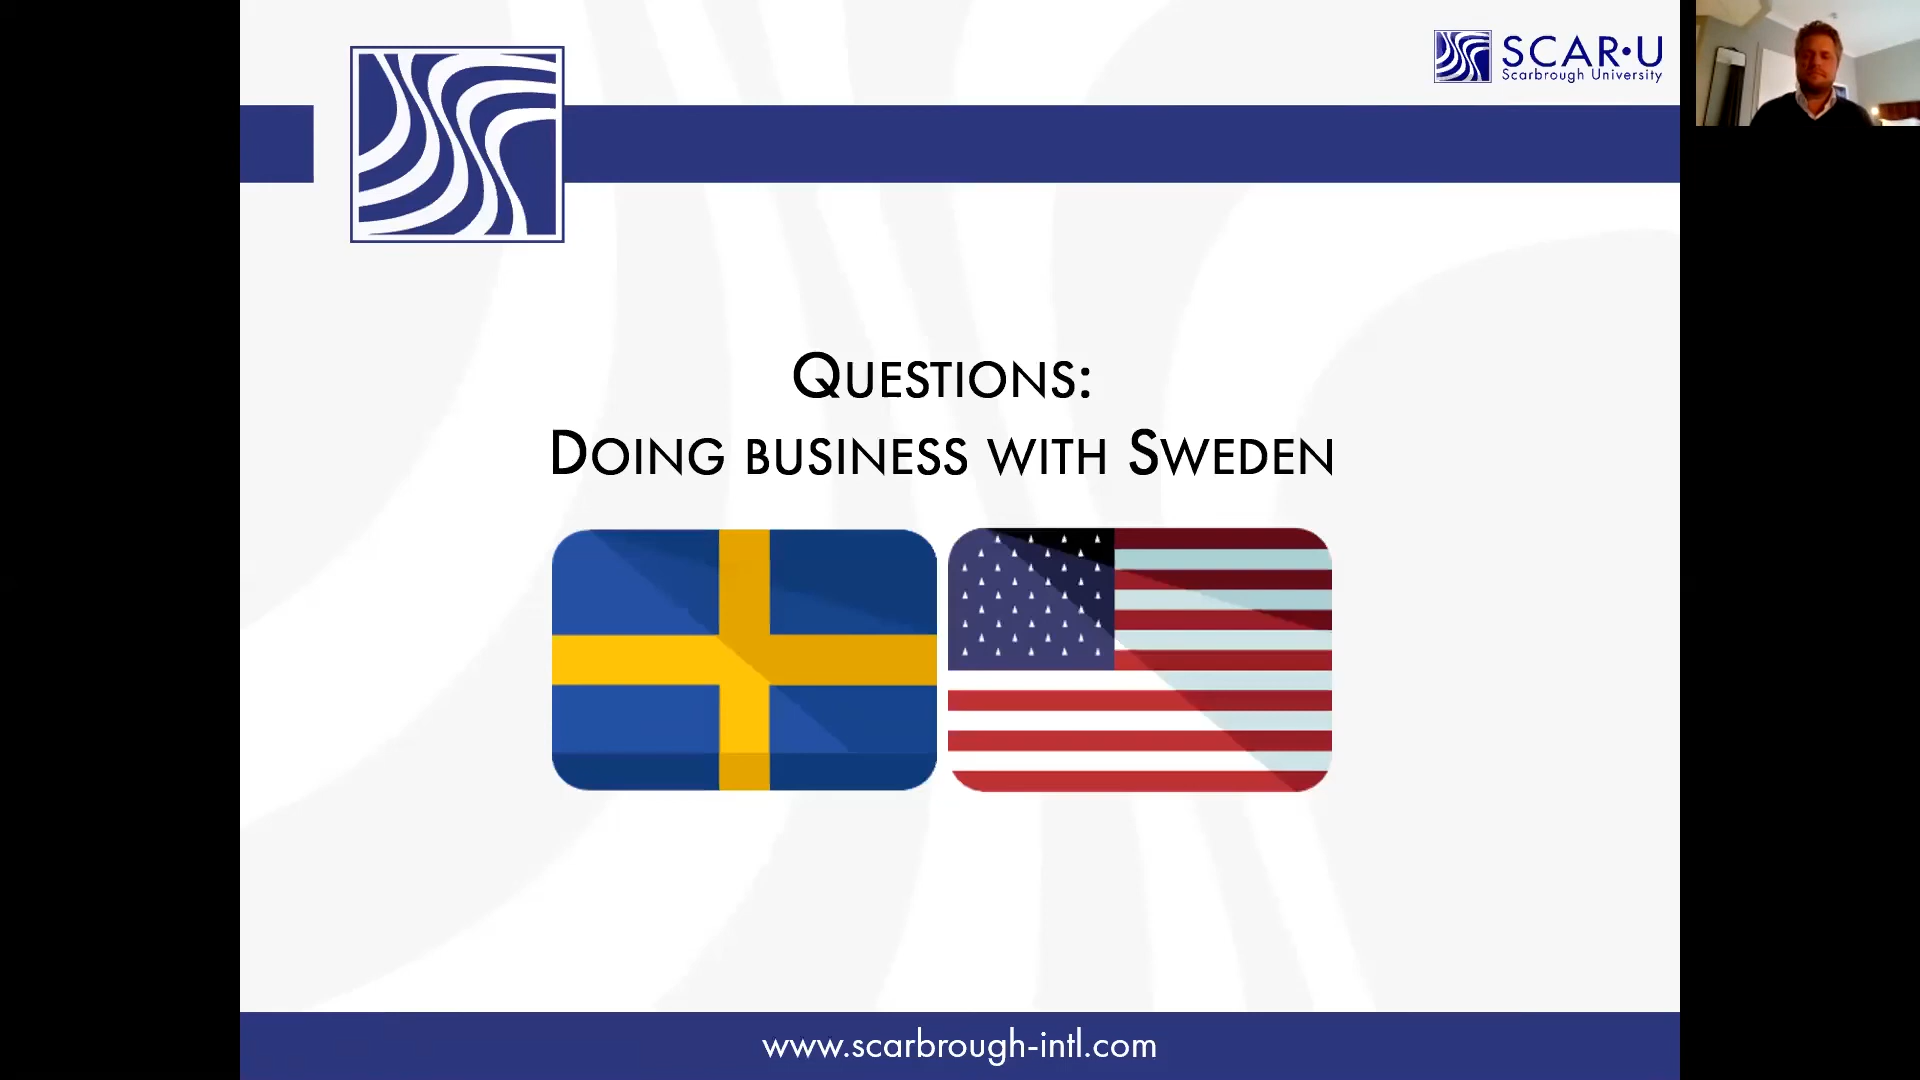 SCAR•U
Scarbrough University
QUESTIONS:
DOING BUSINESS WITH SWEDEN
www.scarbrough-intl.com